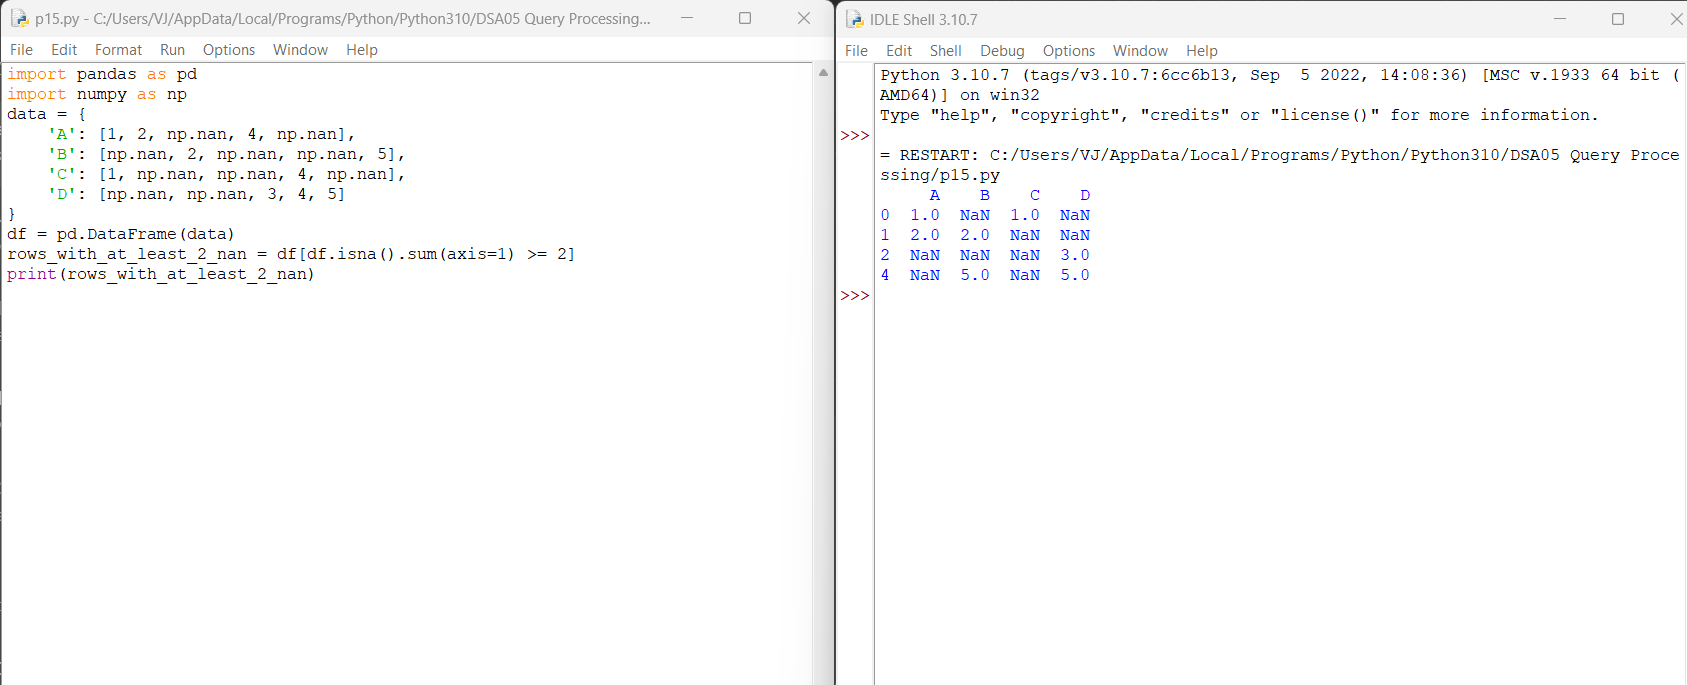 p15.py - C:/Users/VJ/AppData/Local/Programs/Python/Python310/DSA05 Query Processing...
File Edit Format Run Options Window Help
import pandas as pd
import numpy as np
data = {
    'A': [1, 2, np.nan, 4, np.nan],
    'B': [np.nan, 2, np.nan, np.nan, 5],
    'C': [1, np.nan, np.nan, 4, np.nan],
    'D': [np.nan, np.nan, 3, 4, 5]
}
df = pd.DataFrame(data)
rows_with_at_least_2_nan = df[df.isna().sum(axis=1) >= 2]
print(rows_with_at_least_2_nan)
IDLE Shell 3.10.7
File Edit Shell Debug Options Window Help
Python 3.10.7 (tags/v3.10.7:6cc6b13, Sep  5 2022, 14:08:36) [MSC v.1933 64 bit (
AMD64)] on win32
Type "help", "copyright", "credits" or "license()" for more information.
>>>
= RESTART: C:/Users/VJ/AppData/Local/Programs/Python/Python310/DSA05 Query Proce
ssing/p15.py
     A    B    C    D
0  1.0  NaN  1.0  NaN
1  2.0  2.0  NaN  NaN
2  NaN  NaN  NaN  3.0
4  NaN  5.0  NaN  5.0
>>>